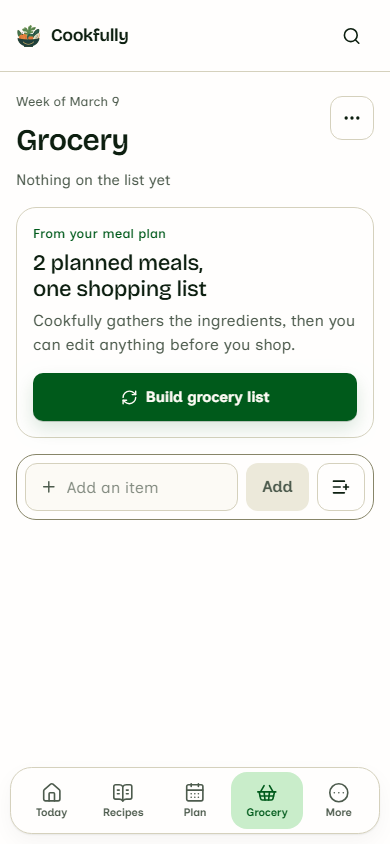 Cookfully
Week of March 9
Grocery
Nothing on the list yet
From your meal plan
2 planned meals,
one shopping list
Cookfully gathers the ingredients, then you
can edit anything before you shop.
Build grocery list
Add an item
Add
Today
Recipes
Plan
Grocery
More